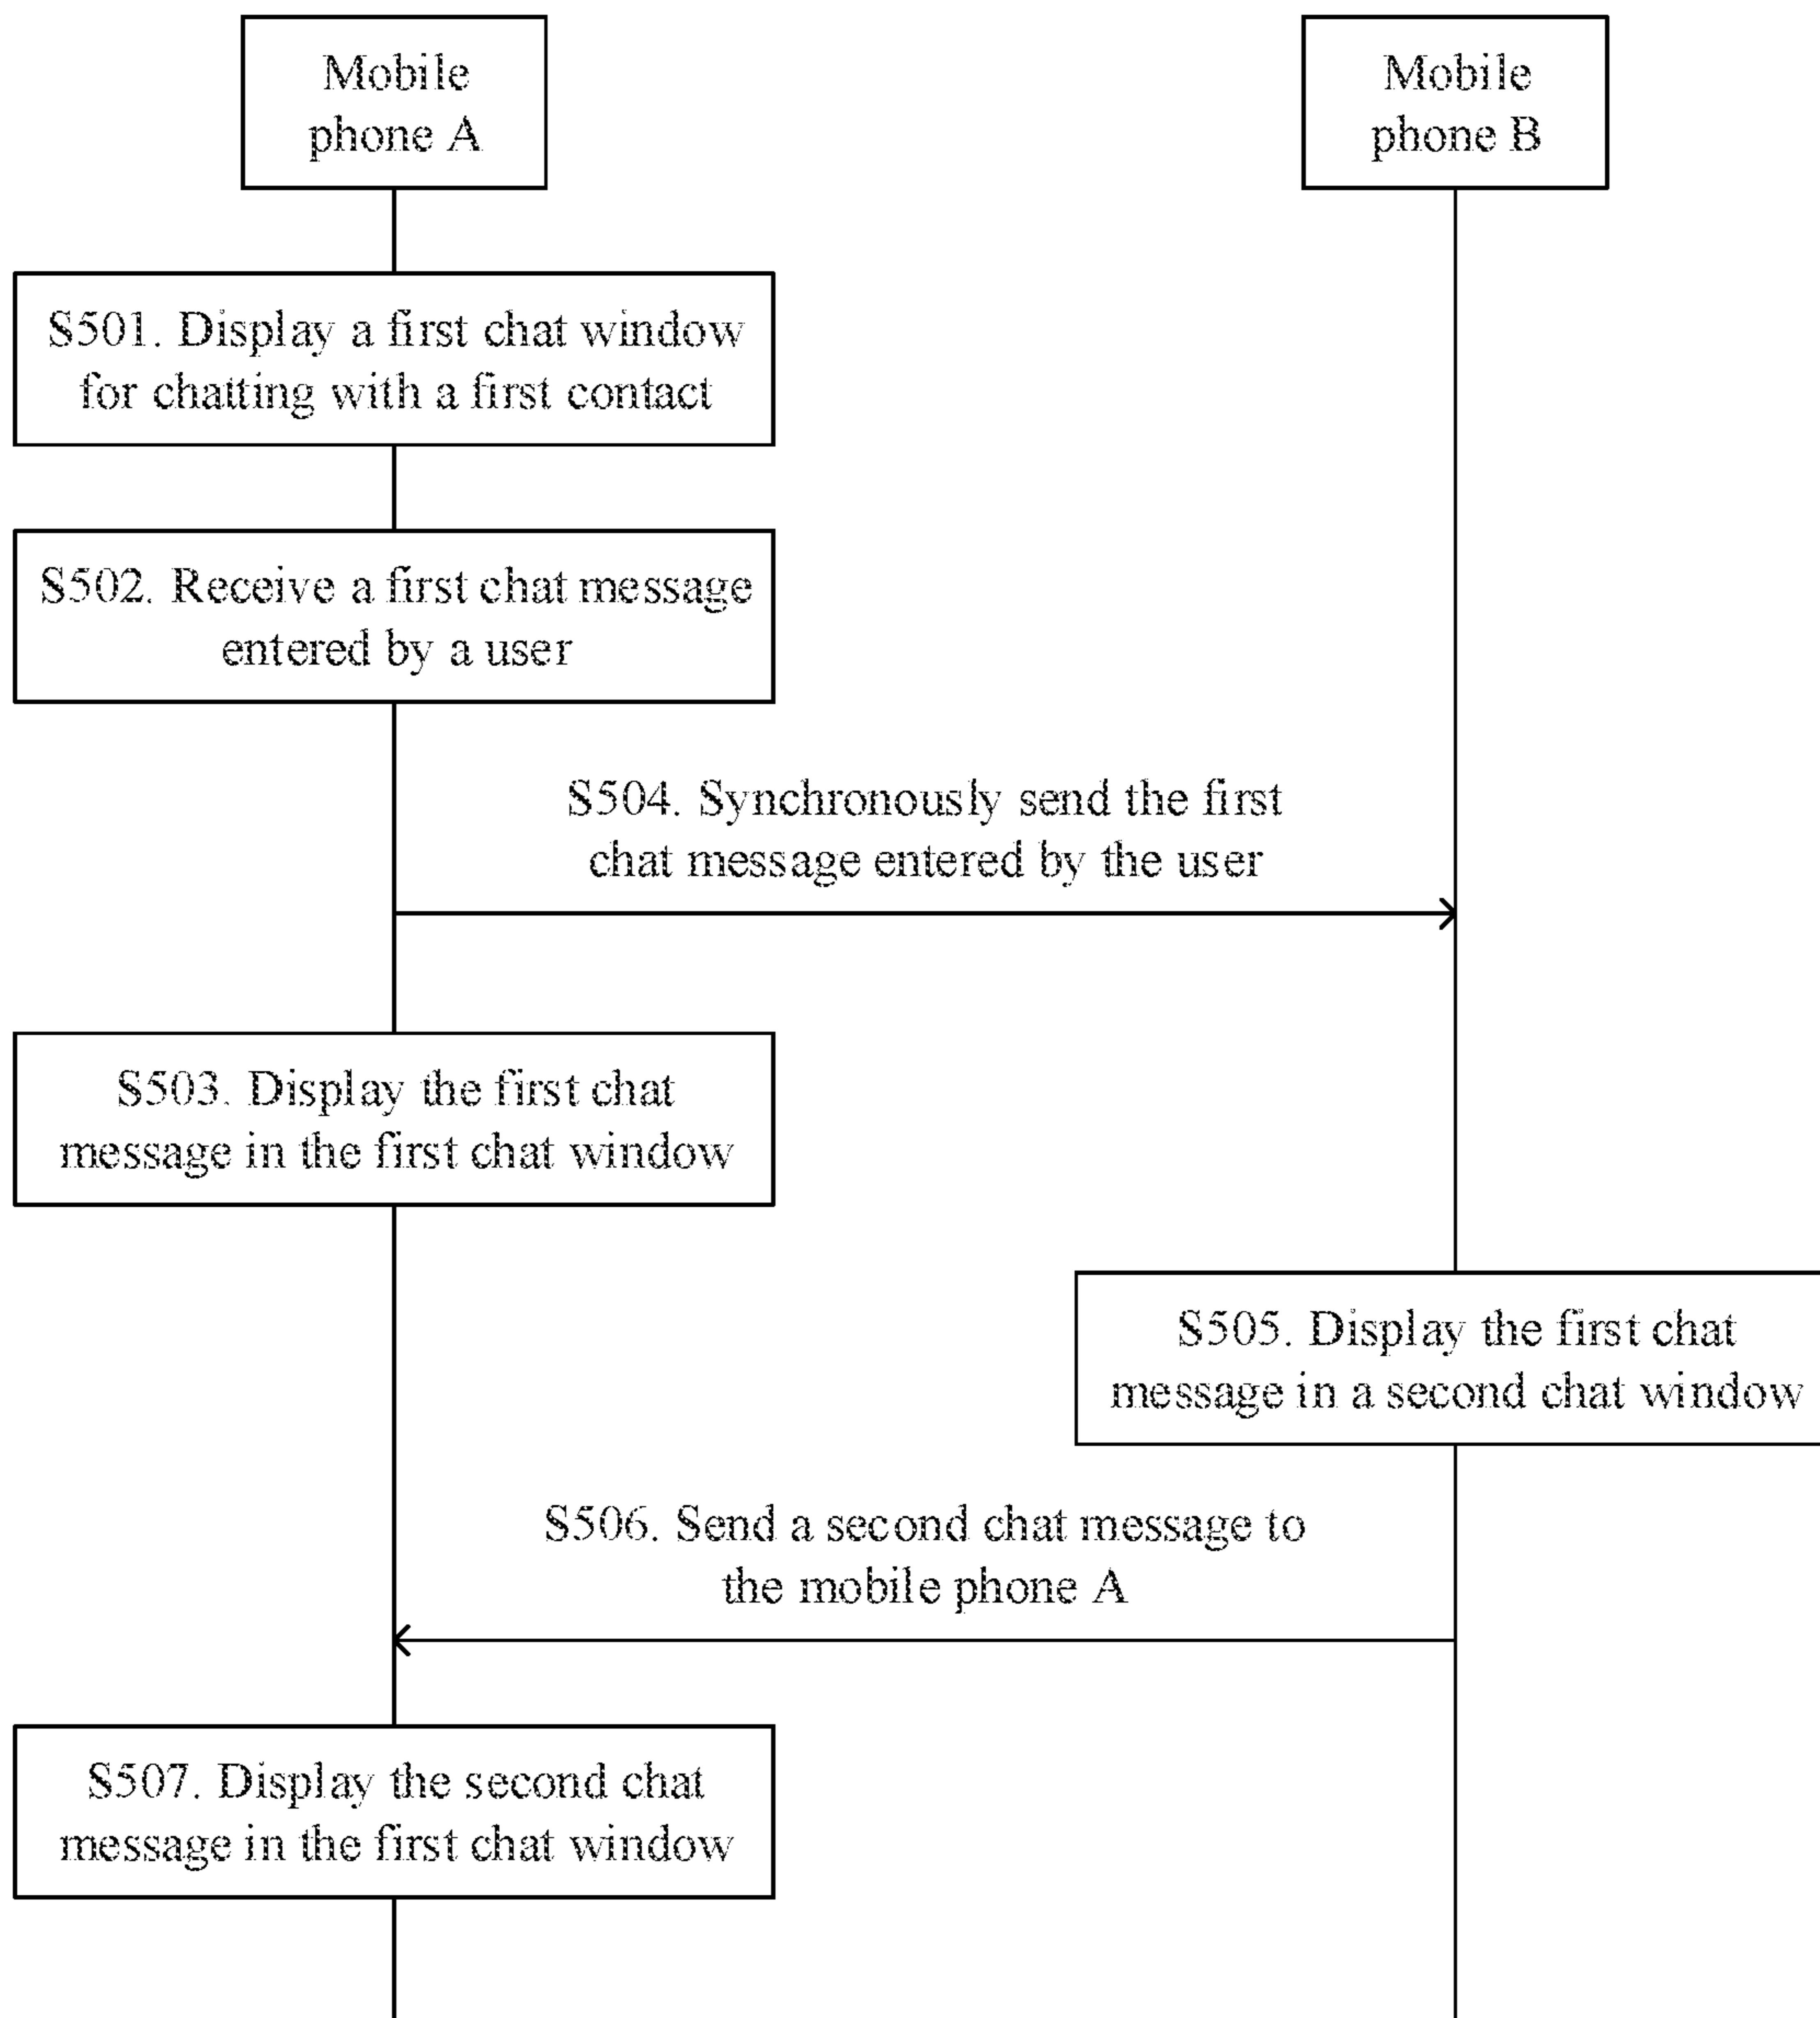 Mobile
phone A
Mobile
phone B
S501. Display a first chat window
for chatting with a first contact
S502. Receive a first chat message
entered by a user
S504. Synchronously send the first
chat message entered by the user
S503. Display the first chat
message in the first chat window
S505. Display the first chat
message in a second chat window
S506. Send a second chat message to
the mobile phone A
S507. Display the second chat
message in the first chat window